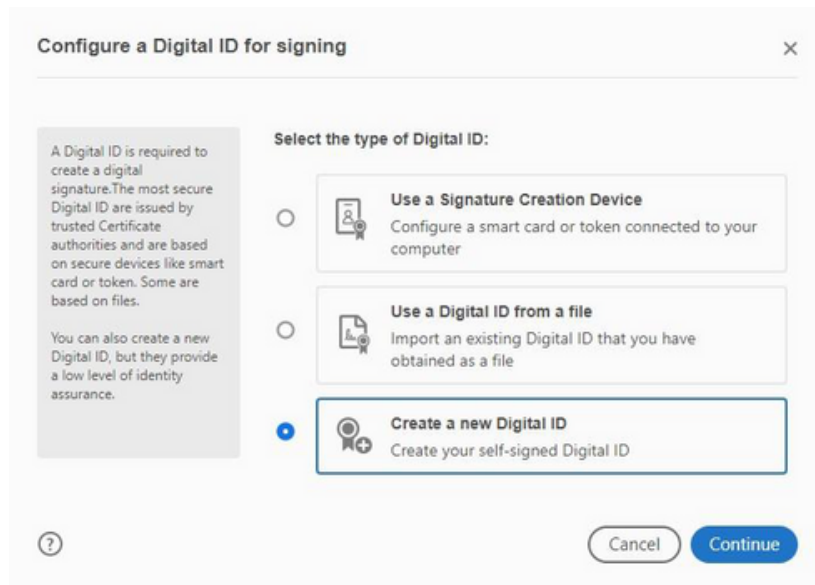 Configure a Digital ID for signing
A Digital ID is required to
create a digital
signature.The most secure
Digital ID are issued by
trusted Certificate
authorities and are based
on secure devices like smart
card or token. Some are
based on files.
You can also create a new
Digital ID, but they provide
a low level of identity
assurance.
Select the type of Digital ID:
Use a Signature Creation Device
Configure a smart card or token connected to your
computer
Use a Digital ID from a file
Import an existing Digital ID that you have
obtained as a file
Create a new Digital ID
Create your self-signed Digital ID
?
Cancel
Continue